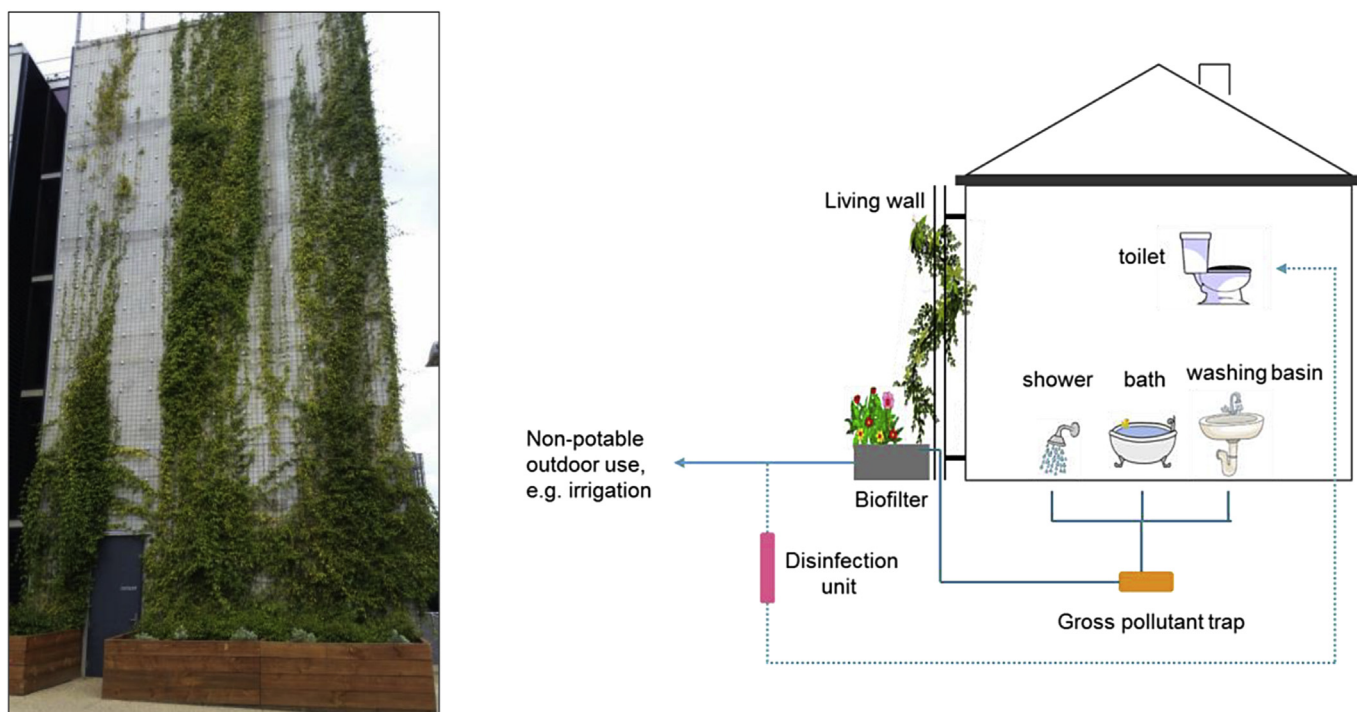 Living wall
toilet
shower
bath
washing basin
Non-potable
outdoor use,
e.g. irrigation
Biofilter
Disinfection
unit
Gross pollutant trap